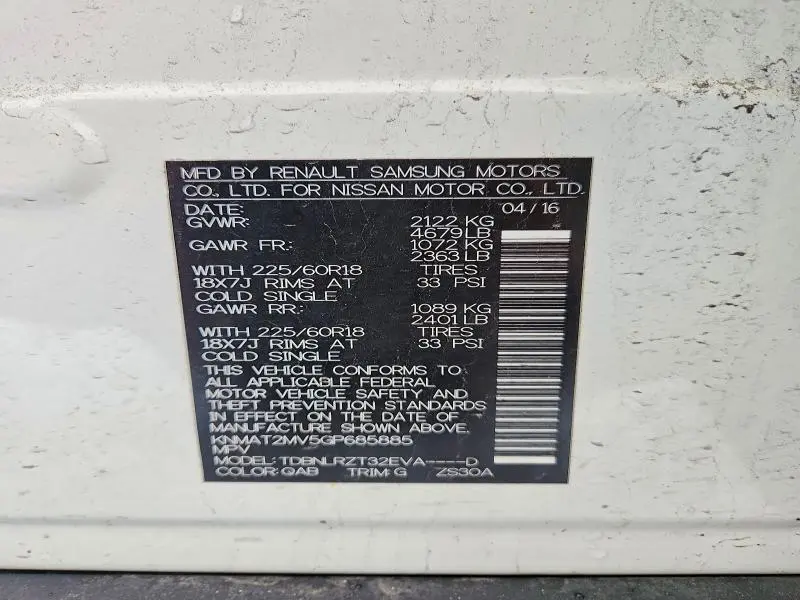 MFD BY RENAULT SAMSUNG MOTORS
CO., LTD. FOR NISSAN MOTOR CO., LTD.
DATE: 04/16
GVWR: 2122 KG
4679LB
GAWR FR.: 1072 KG
2363 LB
WITH 225/60R18 TIRES
18X7J RIMS AT 33 PSI
COLD SINGLE
GAWR RR.: 1089 KG
2401 LB
WITH 225/60R18 TIRES
18X7J RIMS AT 33 PSI
COLD SINGLE
THIS VEHICLE CONFORMS TO
ALL APPLICABLE FEDERAL
MOTOR VEHICLE SAFETY AND
THEFT PREVENTION STANDARDS
IN EFFECT ON THE DATE OF
MANUFACTURE SHOWN ABOVE.
KNMAT2MV5GP685885
MPV
MODEL: TDBNLRZT32EVA----D
COLOR: QAB TRIM: G ZS30A